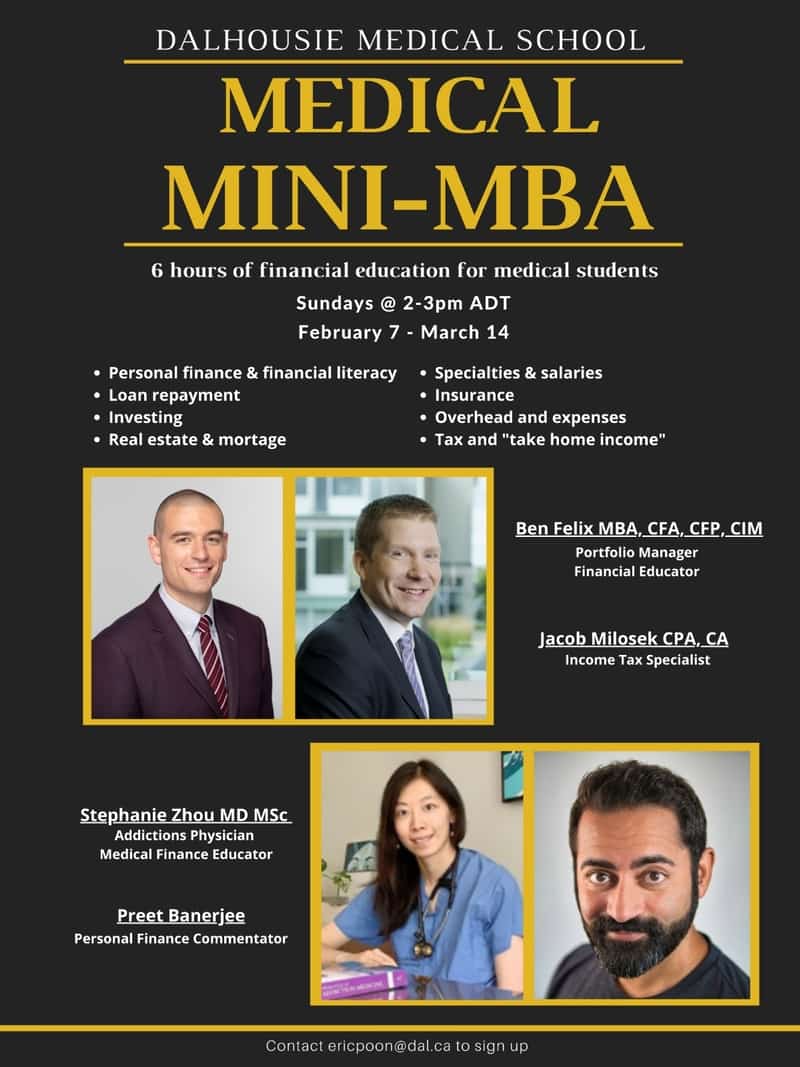 DALHOUSIE MEDICAL SCHOOL
MEDICAL
MINI-MBA
6 hours of financial education for medical students
Sundays @ 2-3pm ADT
February 7 - March 14
• Personal finance & financial literacy
• Loan repayment
• Investing
• Real estate & mortage
• Specialties & salaries
• Insurance
• Overhead and expenses
• Tax and "take home income"
Ben Felix MBA, CFA, CFP, CIM
Portfolio Manager
Financial Educator
Jacob Milosek CPA, CA
Income Tax Specialist
Stephanie Zhou MD MSc
Addictions Physician
Medical Finance Educator
Preet Banerjee
Personal Finance Commentator
ADDICTION MEDICINE
Contact ericpoon@dal.ca to sign up